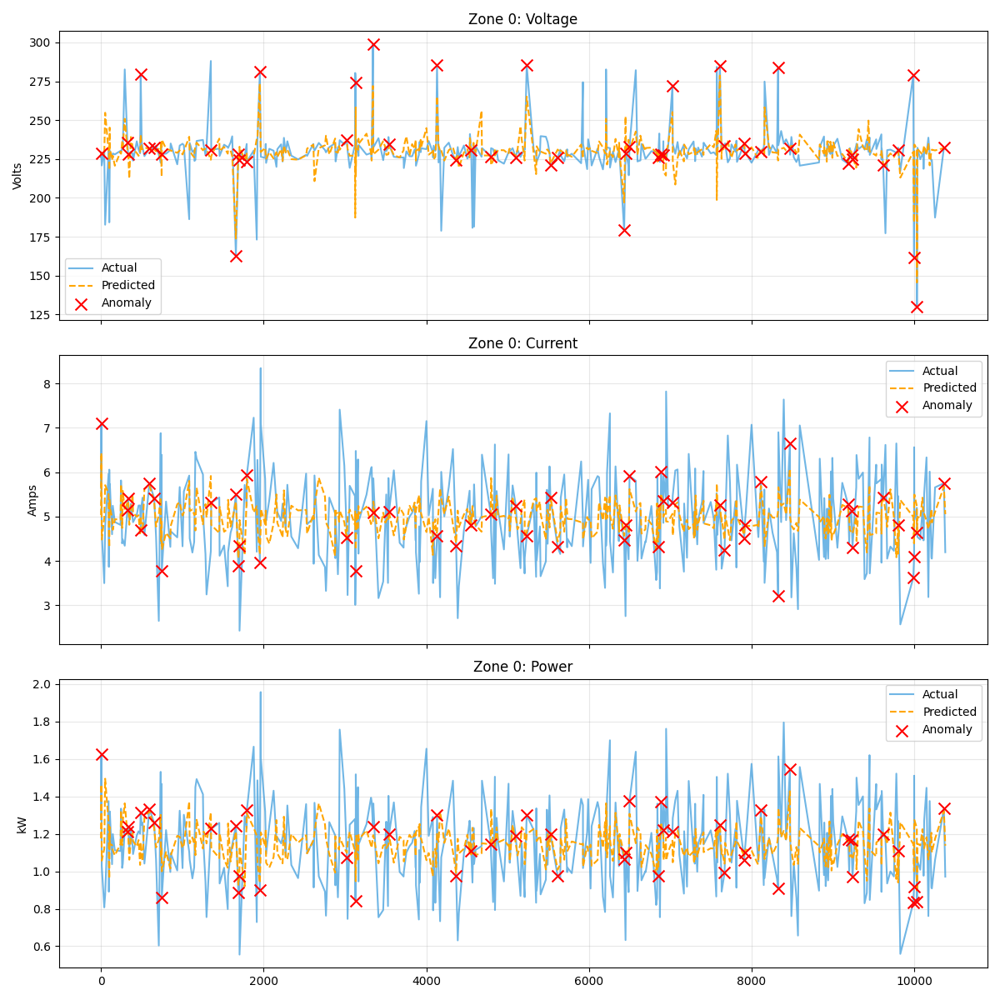 Zone 0: Voltage
300
275
250
225
200
175
150
125
Volts
Actual
Predicted
Anomaly
Zone 0: Current
8
7
6
5
4
3
Amps
Actual
Predicted
Anomaly
Zone 0: Power
2.0
1.8
1.6
1.4
1.2
1.0
0.8
0.6
kW
Actual
Predicted
Anomaly
0 2000 4000 6000 8000 10000